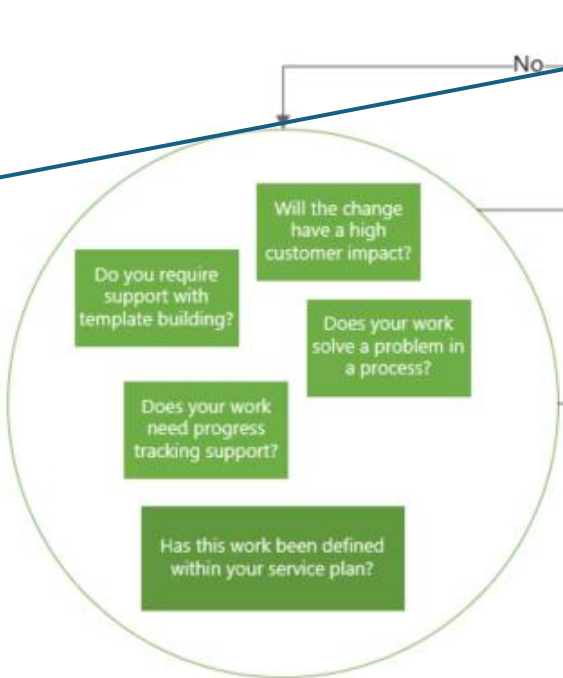 No
Will the change
have a high
customer impact?
Do you require
support with
template building?
Does your work
solve a problem in
a process?
Does your work
need progress
tracking support?
Has this work been defined
within your service plan?